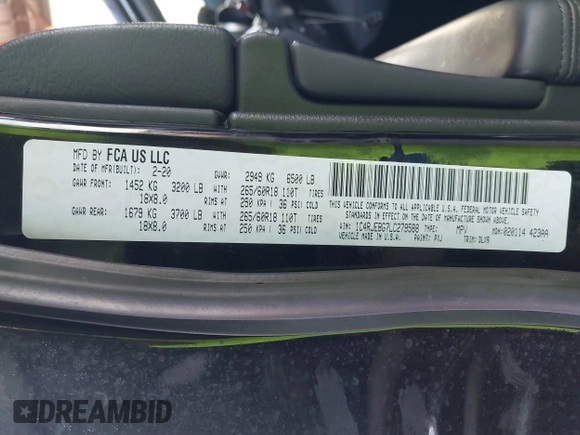 MFD BY FCA US LLC
DATE OF MFR(BUILT): 2-20 GVWR: 2949 KG 6500 LB
GAWR FRONT: 1452 KG 3200 LB WITH 265/60R18 110T TIRES
18X8.0 RIMS AT 250 KPA( 36 PSI) COLD
GAWR REAR: 1679 KG 3700 LB WITH 265/60R18 110T TIRES
18X8.0 RIMS AT 250 KPA( 36 PSI) COLD
THIS VEHICLE CONFORMS TO ALL APPLICABLE U.S.A. FEDERAL MOTOR VEHICLE SAFETY
STANDARDS IN EFFECT ON THE DATE OF MANUFACTURE SHOWN ABOVE.
VIN: 1C4RJEBG7LC278588 TYPE: MPV MDH:020114 423AA
VEHICLE MADE IN U.S.A. PAINT: PXJ TRIM: DLX9
DREAMBID